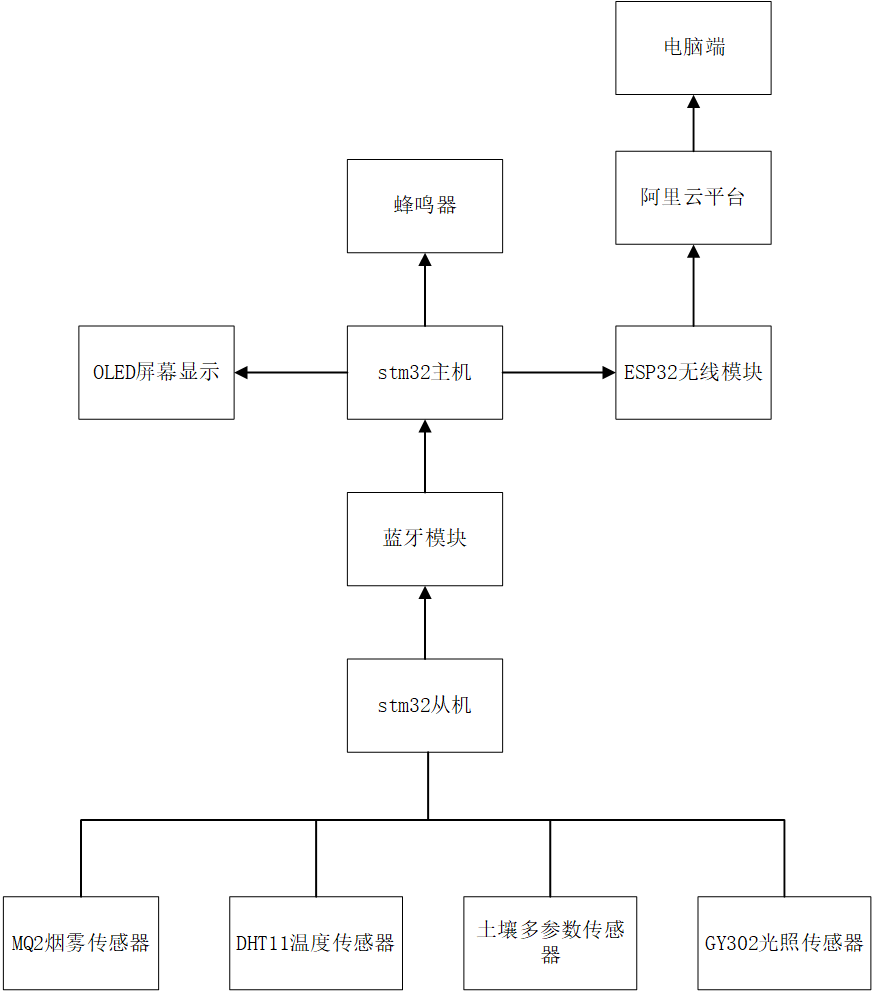 电脑端
阿里云平台
蜂鸣器
OLED屏幕显示
stm32主机
ESP32无线模块
蓝牙模块
stm32从机
MQ2烟雾传感器
DHT11温度传感器
土壤多参数传感
器
GY302光照传感器